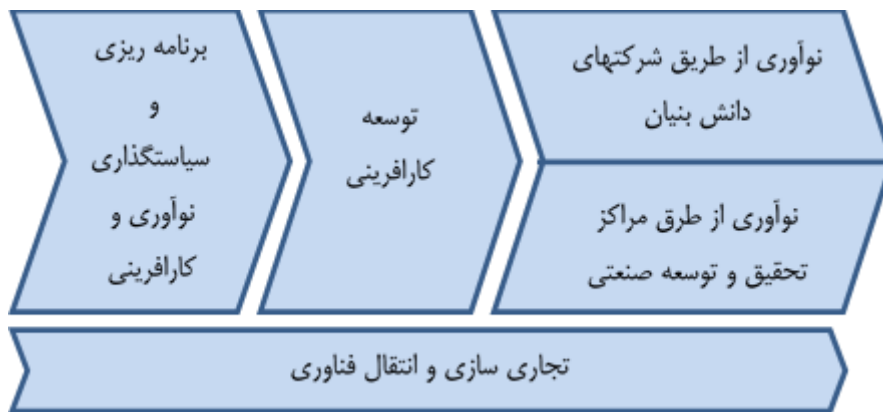 برنامه ریزی
و
سیاستگذاری
نوآوری و
کارافرینی
توسعه
کارافرینی
نوآوری از طریق شرکتهای
دانش بنیان
نوآوری از طرق مراکز
تحقیق و توسعه صنعتی
تجاری سازی و انتقال فناوری